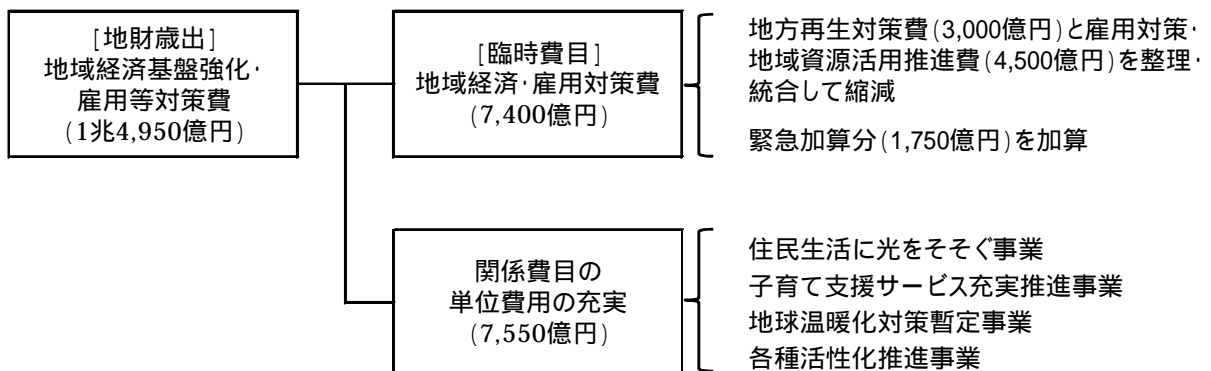 [地財歳出]
地域経済基盤強化・
雇用等対策費
(1兆4,950億円)
[臨時費目]
地域経済・雇用対策費
(7,400億円)
地方再生対策費(3,000億円)と雇用対策・
地域資源活用推進費(4,500億円)を整理・
統合して縮減
緊急加算分(1,750億円)を加算
関係費目の
単位費用の充実
(7,550億円)
住民生活に光をそそぐ事業
子育て支援サービス充実推進事業
地球温暖化対策暫定事業
各種活性化推進事業